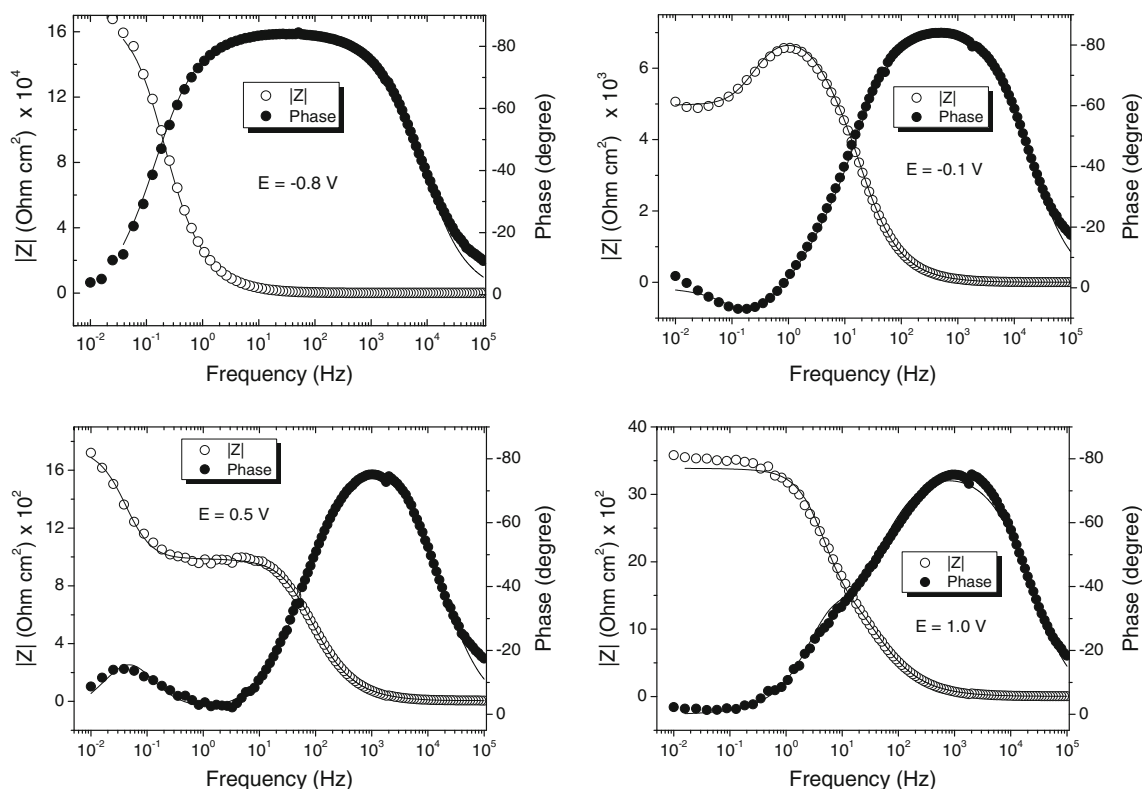 16
12
8
4
0
|Z| (Ohm cm²) x 10⁴
-80
-60
-40
-20
0
Phase (degree)
|Z|
Phase
E = -0.8 V
10⁻² 10⁻¹ 10⁰ 10¹ 10² 10³ 10⁴ 10⁵
Frequency (Hz)
6
4
2
0
|Z| (Ohm cm²) x 10³
-80
-60
-40
-20
0
Phase (degree)
|Z|
Phase
E = -0.1 V
10⁻² 10⁻¹ 10⁰ 10¹ 10² 10³ 10⁴ 10⁵
Frequency (Hz)
16
12
8
4
0
|Z| (Ohm cm²) x 10²
-80
-60
-40
-20
0
Phase (degree)
|Z|
Phase
E = 0.5 V
10⁻² 10⁻¹ 10⁰ 10¹ 10² 10³ 10⁴ 10⁵
Frequency (Hz)
40
30
20
10
0
|Z| (Ohm cm²) x 10²
-80
-60
-40
-20
0
Phase (degree)
|Z|
Phase
E = 1.0 V
10⁻² 10⁻¹ 10⁰ 10¹ 10² 10³ 10⁴ 10⁵
Frequency (Hz)